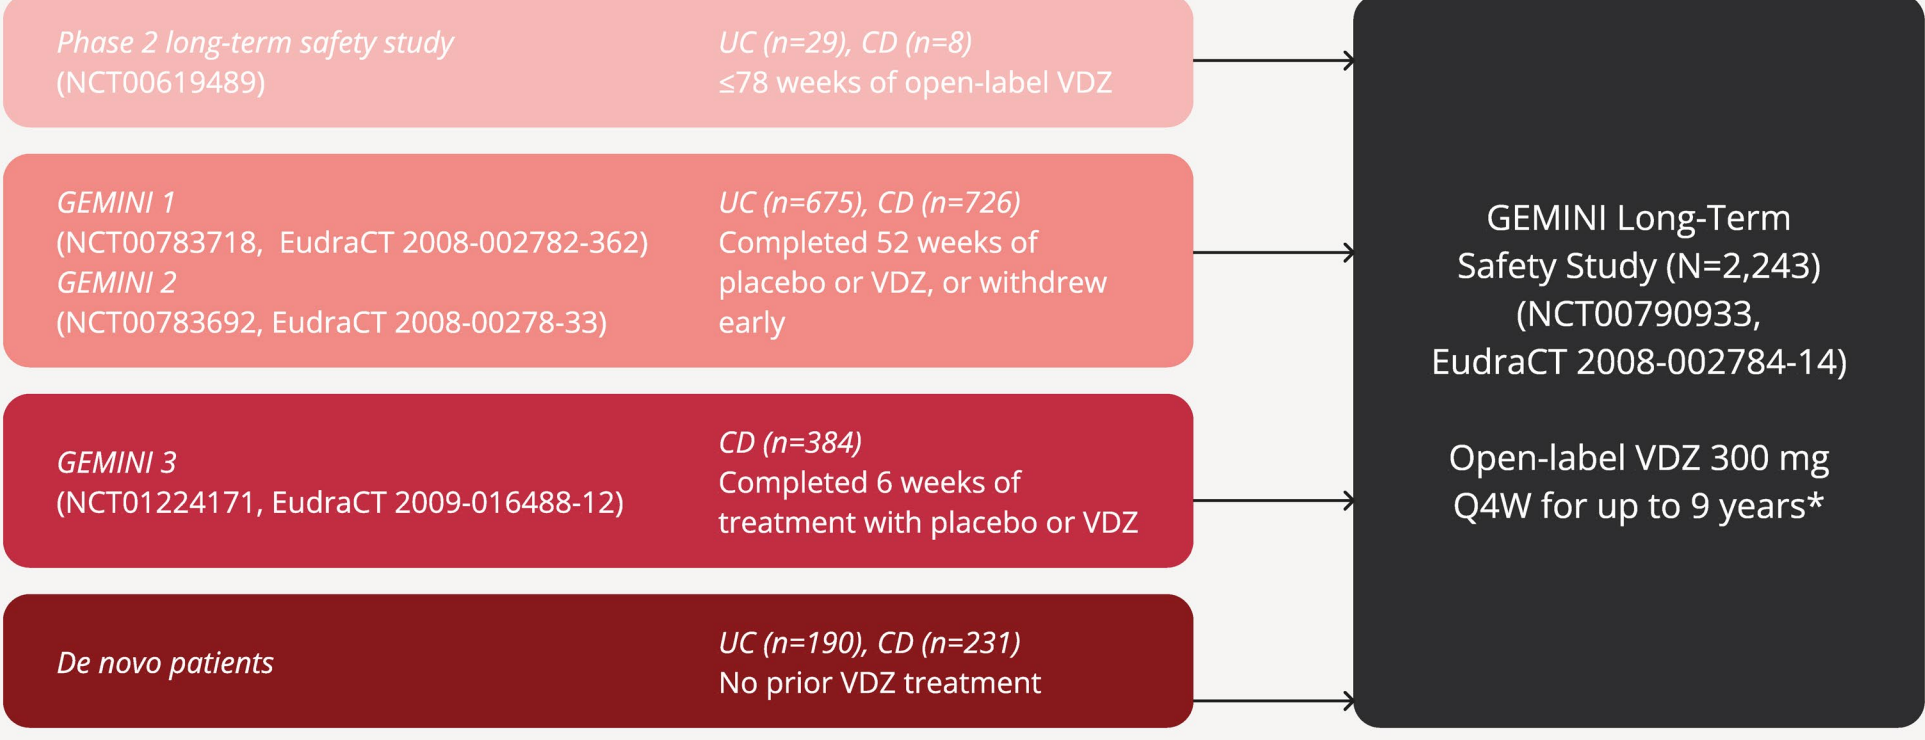 Phase 2 long-term safety study
(NCT00619489)
UC (n=29), CD (n=8)
≤78 weeks of open-label VDZ
GEMINI 1
(NCT00783718, EudraCT 2008-002782-362)
GEMINI 2
(NCT00783692, EudraCT 2008-00278-33)
UC (n=675), CD (n=726)
Completed 52 weeks of
placebo or VDZ, or withdrew
early
GEMINI 3
(NCT01224171, EudraCT 2009-016488-12)
CD (n=384)
Completed 6 weeks of
treatment with placebo or VDZ
De novo patients
UC (n=190), CD (n=231)
No prior VDZ treatment
GEMINI Long-Term
Safety Study (N=2,243)
(NCT00790933,
EudraCT 2008-002784-14)
Open-label VDZ 300 mg
Q4W for up to 9 years*